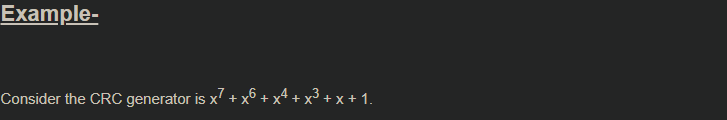 Example-
Consider the CRC generator is x⁷ + x⁶ + x⁴ + x³ + x + 1.